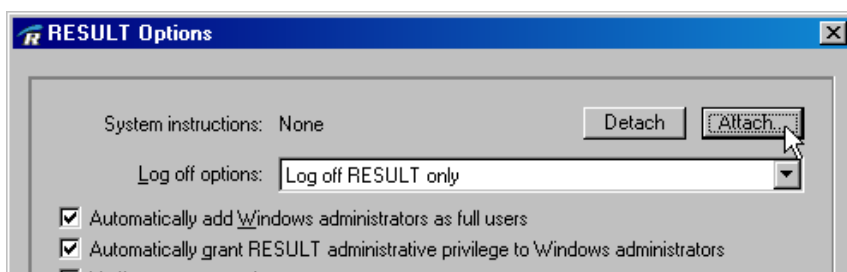 RESULT Options
System instructions: None Detach Attach...
Log off options: Log off RESULT only
Automatically add Windows administrators as full users
Automatically grant RESULT administrative privilege to Windows administrators